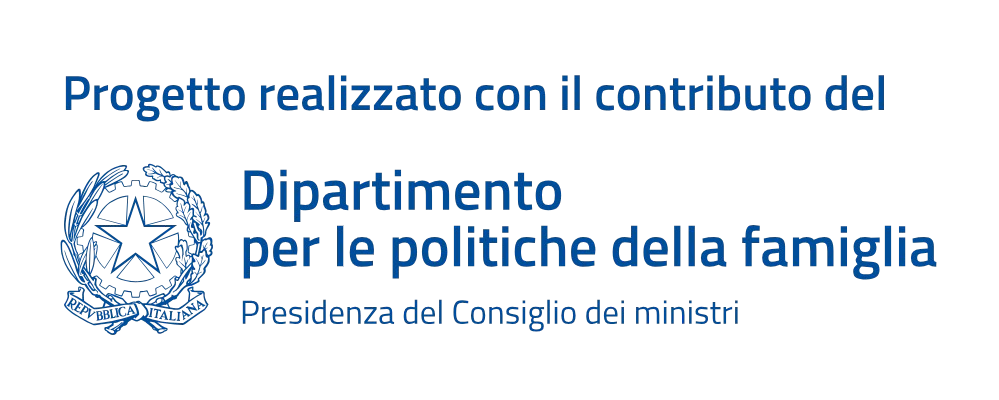 Progetto realizzato con il contributo del
Dipartimento
per le politiche della famiglia
Presidenza del Consiglio dei ministri
REPVBBLICA ITALIANA